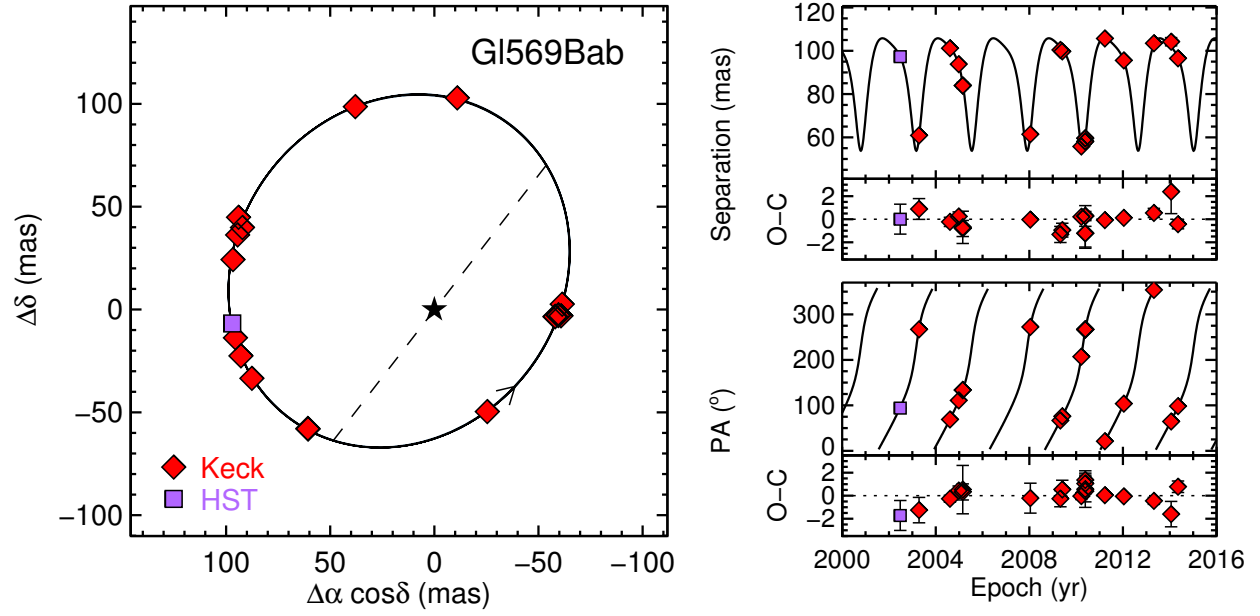 Gl569Bab
Δδ (mas)
100
50
0
−50
−100
Keck
HST
100
50
0
−50
−100
Δα cosδ (mas)
Separation (mas)
120
100
80
60
O−C
2
0
−2
PA (°)
300
200
100
0
O−C
2
0
−2
2000
2004
2008
2012
2016
Epoch (yr)